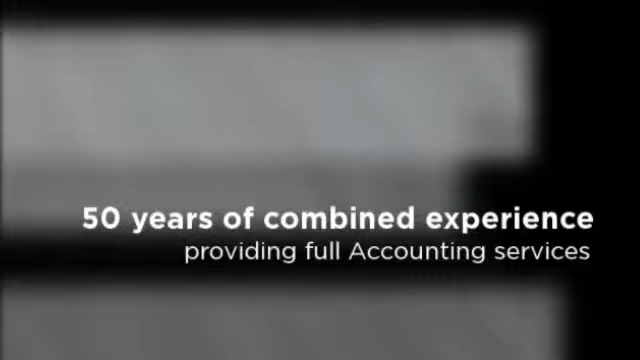 50 years of combined experience
providing full Accounting services